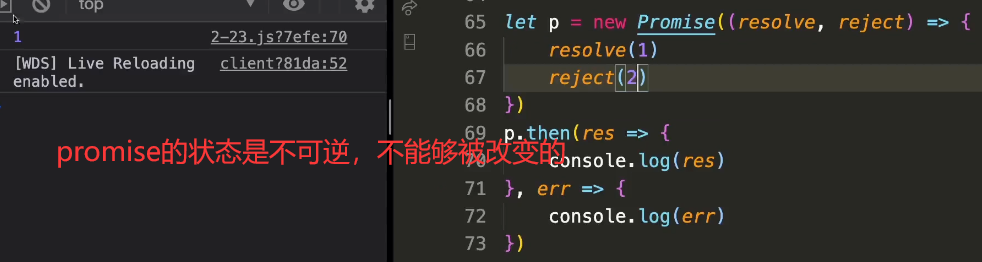 top
1 2-23.js?7efe:70
[WDS] Live Reloading client?81da:52
enabled.
promise的状态是不可逆，不能够被改变的
65 let p = new Promise((resolve, reject) => {
66 resolve(1)
67 reject(2)
68 })
69 p.then(res => {
70 console.log(res)
71 }, err => {
72 console.log(err)
73 })